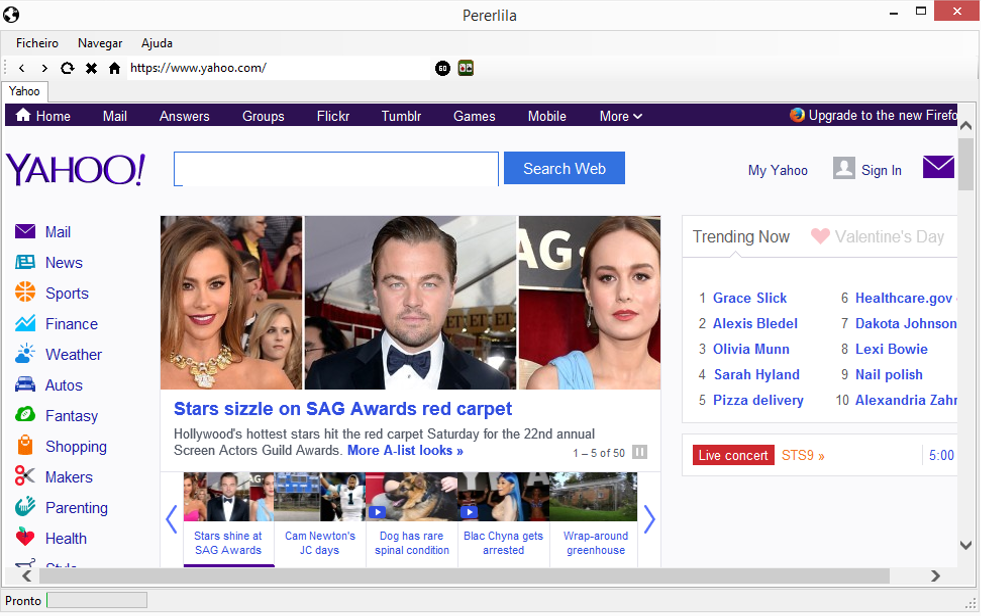 Pererlila
Ficheiro Navegar Ajuda
https://www.yahoo.com/ GO
Yahoo
Home Mail Answers Groups Flickr Tumblr Games Mobile More Upgrade to the new Firefo
YAHOO! Search Web My Yahoo Sign In
Mail
News
Sports
Finance
Weather
Autos
Fantasy
Shopping
Makers
Parenting
Health
Style
AG
ET ET
Stars sizzle on SAG Awards red carpet
Hollywood's hottest stars hit the red carpet Saturday for the 22nd annual
Screen Actors Guild Awards. More A-list looks »
1 – 5 of 50
Stars shine at
SAG Awards
Cam Newton's
JC days
Dog has rare
spinal condition
Blac Chyna gets
arrested
Wrap-around
greenhouse
Trending Now Valentine's Day
1 Grace Slick
2 Alexis Bledel
3 Olivia Munn
4 Sarah Hyland
5 Pizza delivery
6 Healthcare.gov
7 Dakota Johnson
8 Lexi Bowie
9 Nail polish
10 Alexandria Zahr
Live concert STS9 » 5:00
Pronto